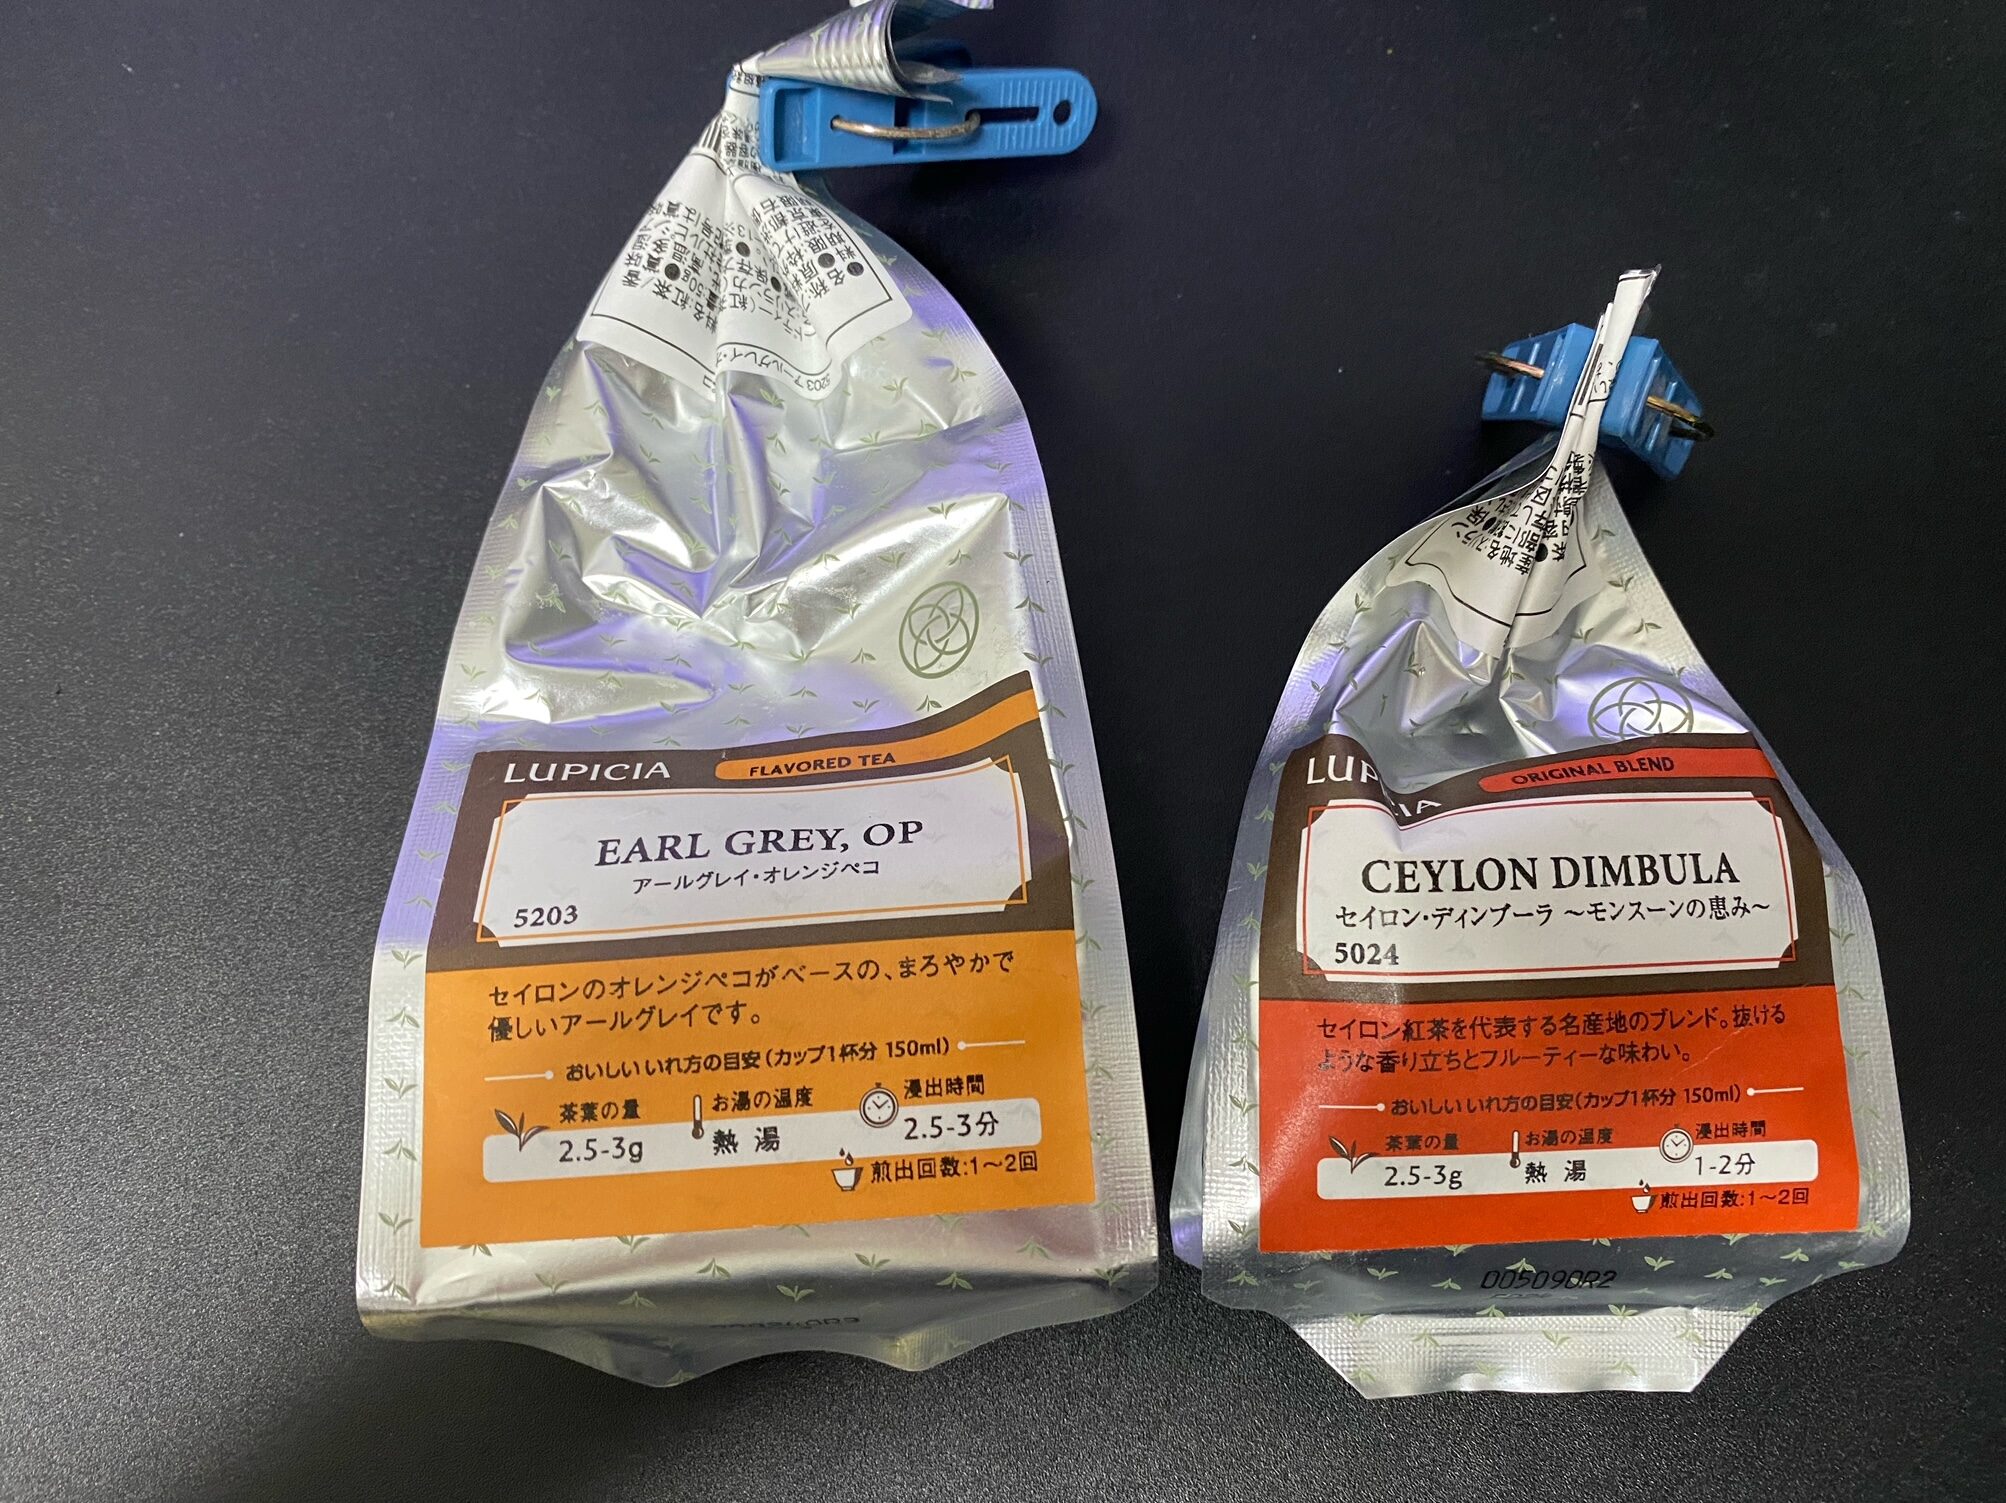 LUPICIA
FLAVORED TEA
EARL GREY, OP
アールグレイ・オレンジペコ
5203
セイロンのオレンジペコがベースの、まろやかで
優しいアールグレイです。
おいしいいれ方の目安(カップ1杯分 150ml)
茶葉の量 お湯の温度 浸出時間
2.5-3g 熱湯 2.5-3分
煎出回数:1～2回
LUPICIA
ORIGINAL BLEND
CEYLON DIMBULA
セイロン・ディンブーラ ～モンスーンの恵み～
5024
セイロン紅茶を代表する名産地のブレンド。抜ける
ような香り立ちとフルーティーな味わい。
おいしいいれ方の目安(カップ1杯分 150ml)
茶葉の量 お湯の温度 浸出時間
2.5-3g 熱湯 1-2分
煎出回数:1～2回
005090R2